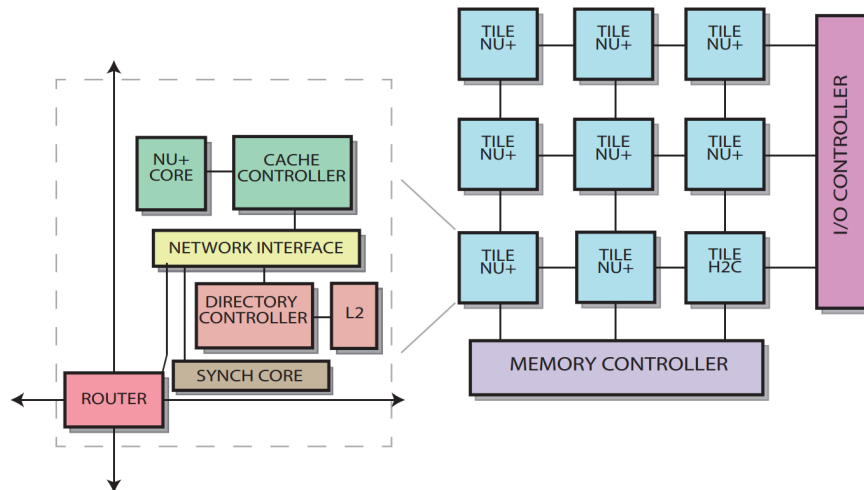 NU+
CORE
CACHE
CONTROLLER
NETWORK INTERFACE
DIRECTORY
CONTROLLER
L2
SYNCH CORE
ROUTER
TILE
NU+
TILE
NU+
TILE
NU+
TILE
NU+
TILE
NU+
TILE
NU+
TILE
NU+
TILE
NU+
TILE
H2C
MEMORY CONTROLLER
I/O CONTROLLER